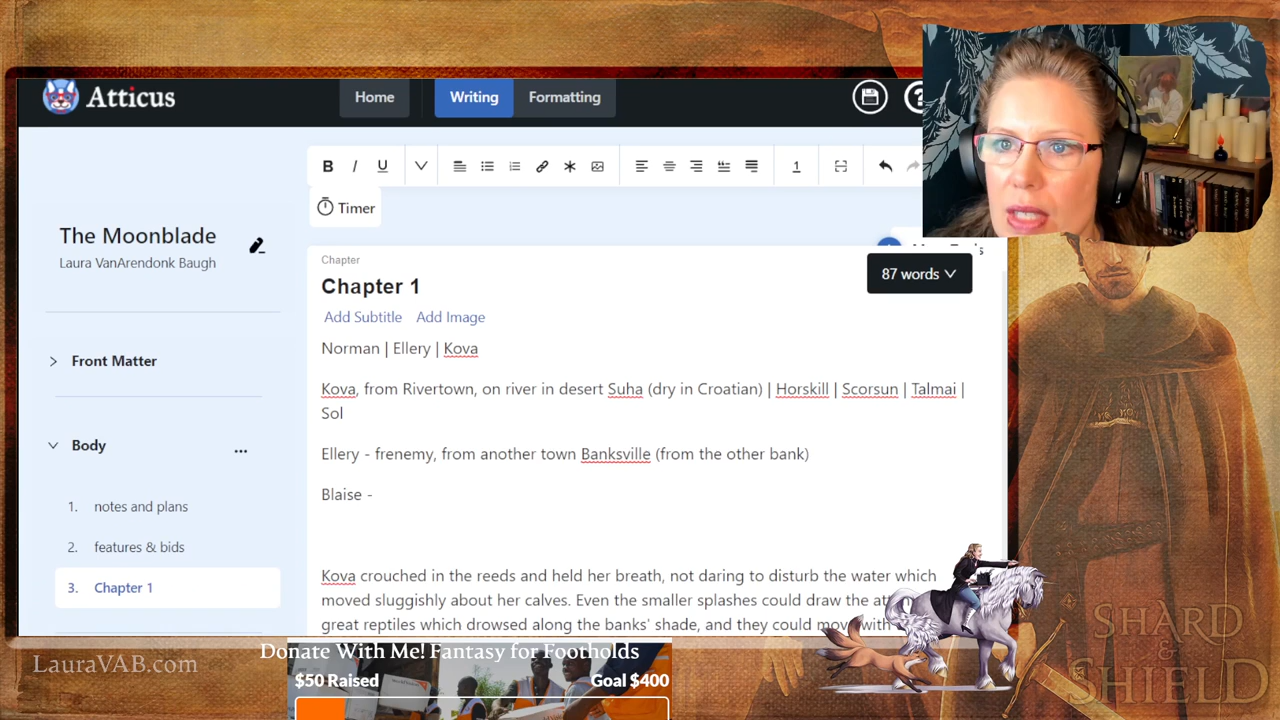 Atticus
Home
Writing
Formatting
B I U
1
Timer
The Moonblade
Laura VanArendonk Baugh
Chapter
87 words
Chapter 1
Add Subtitle Add Image
Norman | Ellery | Kova
Front Matter
Kova, from Rivertown, on river in desert Suha (dry in Croatian) | Horskill | Scorsun | Talmai |
Sol
Body
...
Ellery - frenemy, from another town Banksville (from the other bank)
Blaise -
1. notes and plans
2. features & bids
3. Chapter 1
Kova crouched in the reeds and held her breath, not daring to disturb the water which
moved sluggishly about her calves. Even the smaller splashes could draw the
great reptiles which drowsed along the banks' shade, and they could move with
LauraVAB.com
Donate With Me! Fantasy for Footholds
$50 Raised
Goal $400
SHARD
&
SHIELD